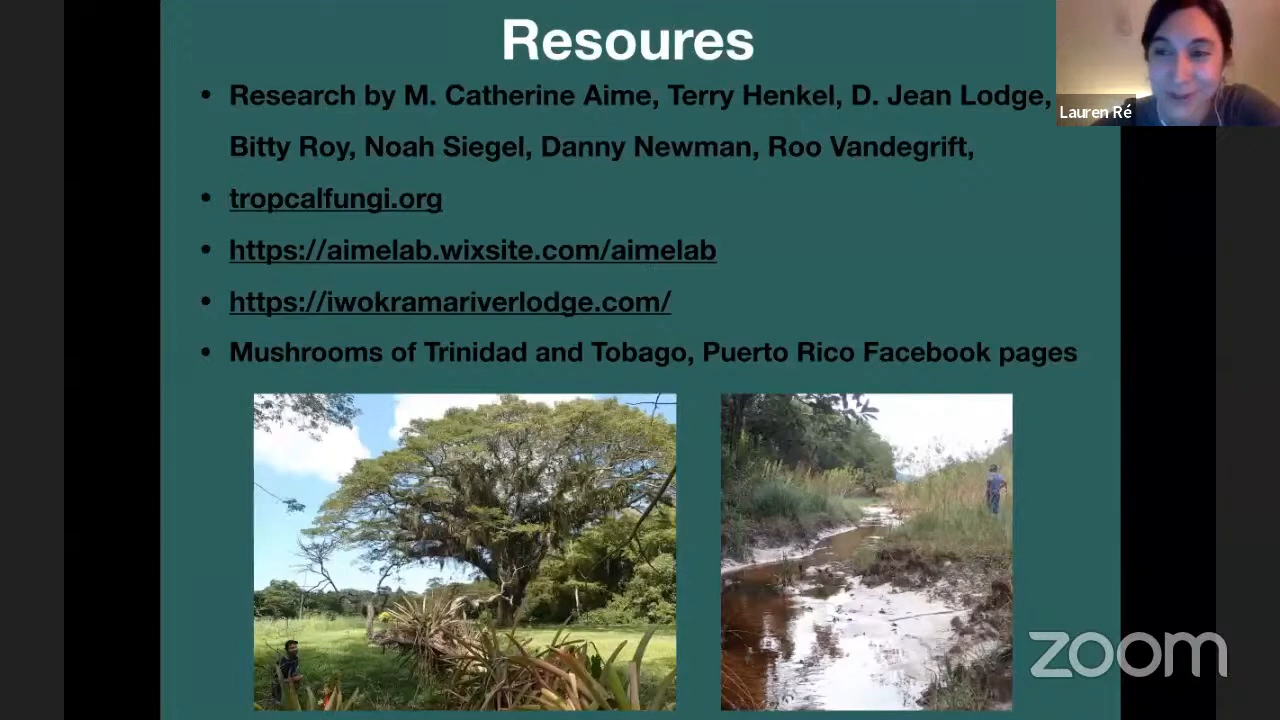 Resoures
• Research by M. Catherine Aime, Terry Henkel, D. Jean Lodge,
Bitty Roy, Noah Siegel, Danny Newman, Roo Vandegrift,
• tropcalfungi.org
• https://aimelab.wixsite.com/aimelab
• https://iwokramariverlodge.com/
• Mushrooms of Trinidad and Tobago, Puerto Rico Facebook pages
Lauren Ré
zoom